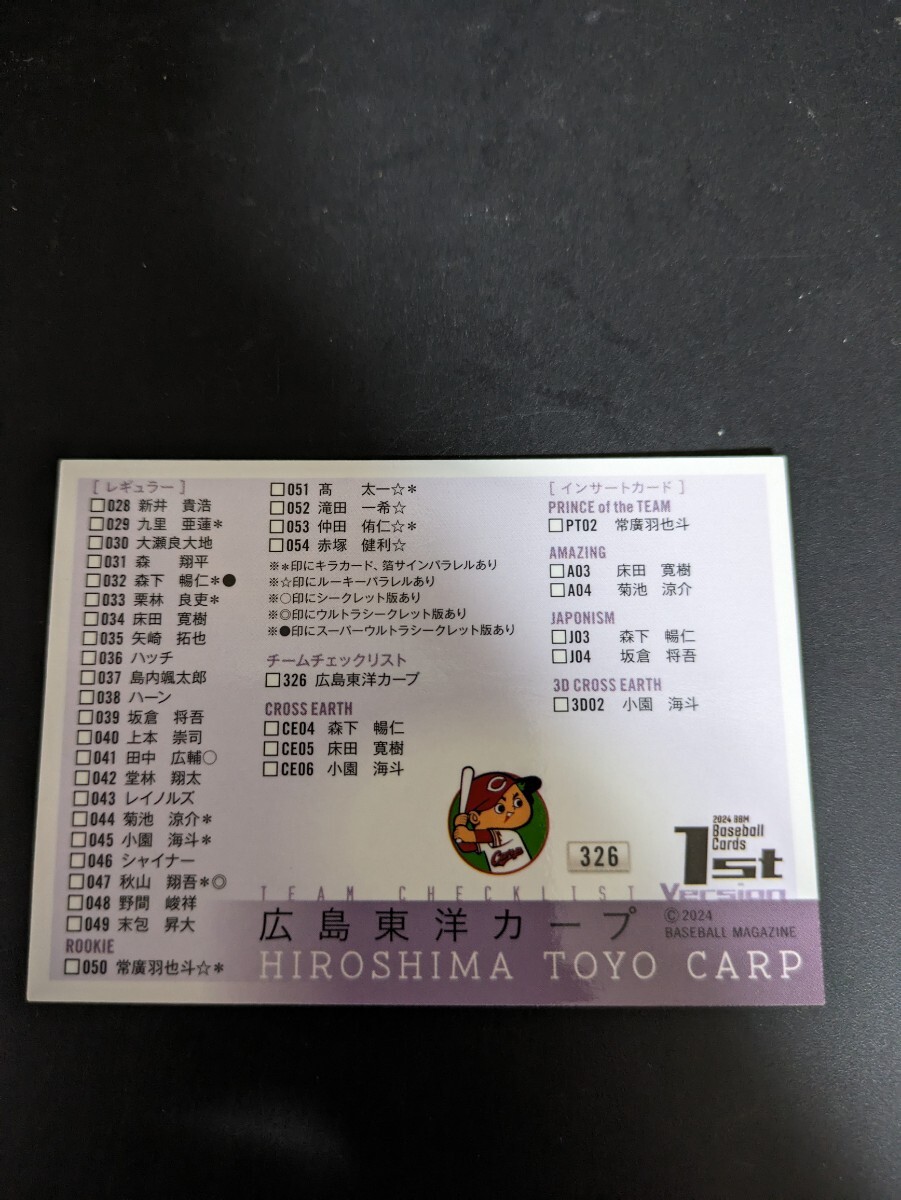 [ レギュラー ]
□028 新井 貴浩
□029 九里 亜蓮*
□030 大瀬良大地
□031 森 翔平
□032 森下 暢仁*●
□033 栗林 良吏*
□034 床田 寛樹
□035 矢崎 拓也
□036 ハッチ
□037 島内颯太郎
□038 ハーン
□039 坂倉 将吾
□040 上本 崇司
□041 田中 広輔○
□042 堂林 翔太
□043 レイノルズ
□044 菊池 涼介*
□045 小園 海斗*
□046 シャイナー
□047 秋山 翔吾*◎
□048 野間 峻祥
□049 末包 昇大
ROOKIE
□050 常廣羽也斗☆*
□051 髙 太一☆*
□052 滝田 一希☆
□053 仲田 侑仁☆*
□054 赤塚 健利☆
※*印にキラカード、箔サインパラレルあり
※☆印にルーキーパラレルあり
※○印にシークレット版あり
※◎印にウルトラシークレット版あり
※●印にスーパーウルトラシークレット版あり
チームチェックリスト
□326 広島東洋カープ
CROSS EARTH
□CE04 森下 暢仁
□CE05 床田 寛樹
□CE06 小園 海斗
[ インサートカード ]
PRINCE of the TEAM
□PT02 常廣羽也斗
AMAZING
□A03 床田 寛樹
□A04 菊池 涼介
JAPONISM
□J03 森下 暢仁
□J04 坂倉 将吾
3D CROSS EARTH
□3D02 小園 海斗
C
Carp
326
2024 BBM
Baseball
Cards
1st
Version
TEAM CHECKLIST
広島東洋カープ
HIROSHIMA TOYO CARP
©2024
BASEBALL MAGAZINE